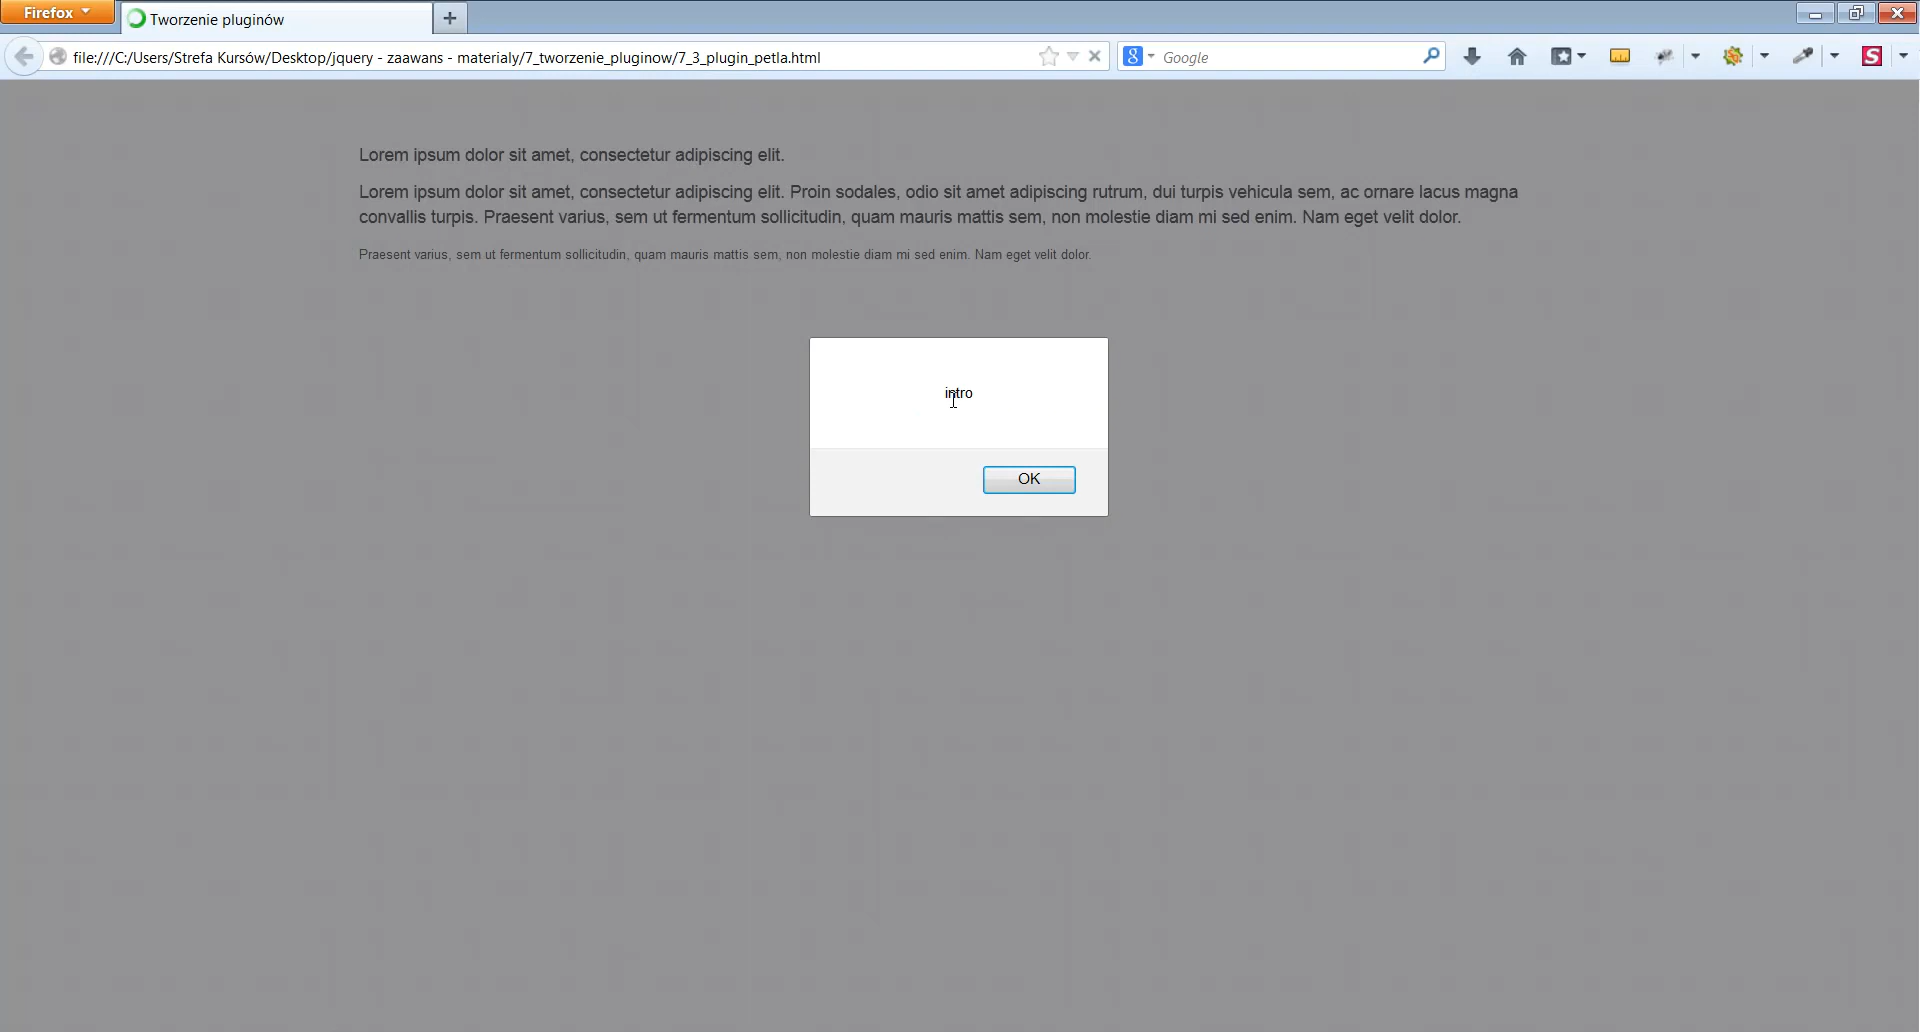 Firefox
Tworzenie pluginów
file:///C:/Users/Strefa Kursów/Desktop/jquery - zaawans - materialy/7_tworzenie_pluginow/7_3_plugin_petla.html
8
Google
S
Lorem ipsum dolor sit amet, consectetur adipiscing elit.
Lorem ipsum dolor sit amet, consectetur adipiscing elit. Proin sodales, odio sit amet adipiscing rutrum, dui turpis vehicula sem, ac ornare lacus magna
convallis turpis. Praesent varius, sem ut fermentum sollicitudin, quam mauris mattis sem, non molestie diam mi sed enim. Nam eget velit dolor.
Praesent varius, sem ut fermentum sollicitudin, quam mauris mattis sem, non molestie diam mi sed enim. Nam eget velit dolor.
intro
OK